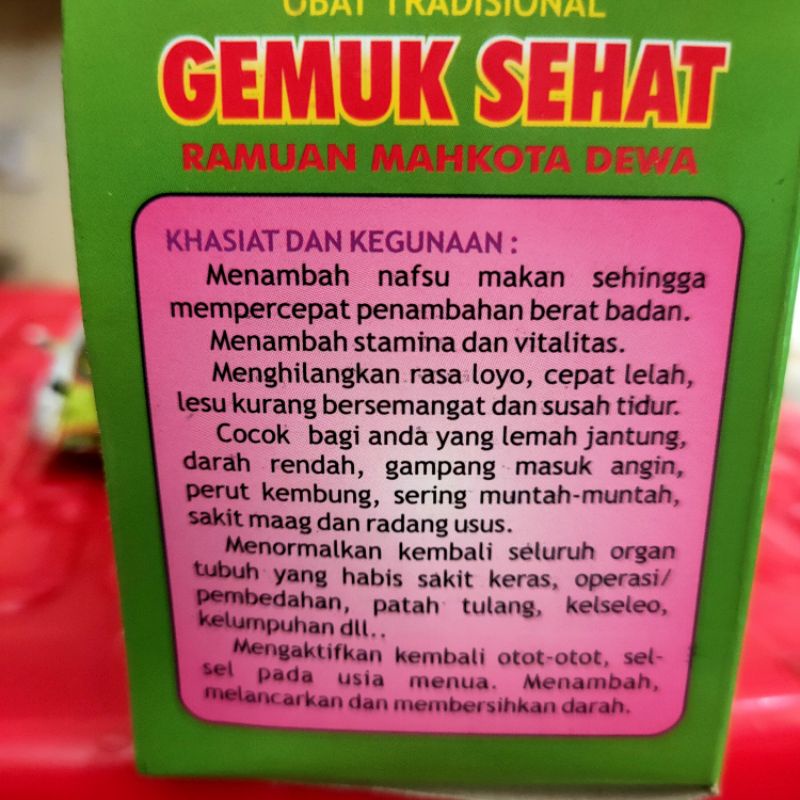 OBAT TRADISIONAL
GEMUK SEHAT
RAMUAN MAHKOTA DEWA
KHASIAT DAN KEGUNAAN :
Menambah nafsu makan sehingga
mempercepat penambahan berat badan.
Menambah stamina dan vitalitas.
Menghilangkan rasa loyo, cepat lelah,
lesu kurang bersemangat dan susah tidur.
Cocok bagi anda yang lemah jantung,
darah rendah, gampang masuk angin,
perut kembung, sering muntah-muntah,
sakit maag dan radang usus.
Menormalkan kembali seluruh organ
tubuh yang habis sakit keras, operasi/
pembedahan, patah tulang, kelseleo,
kelumpuhan dll..
Mengaktifkan kembali otot-otot, sel-
sel pada usia menua. Menambah,
melancarkan dan membersihkan darah.